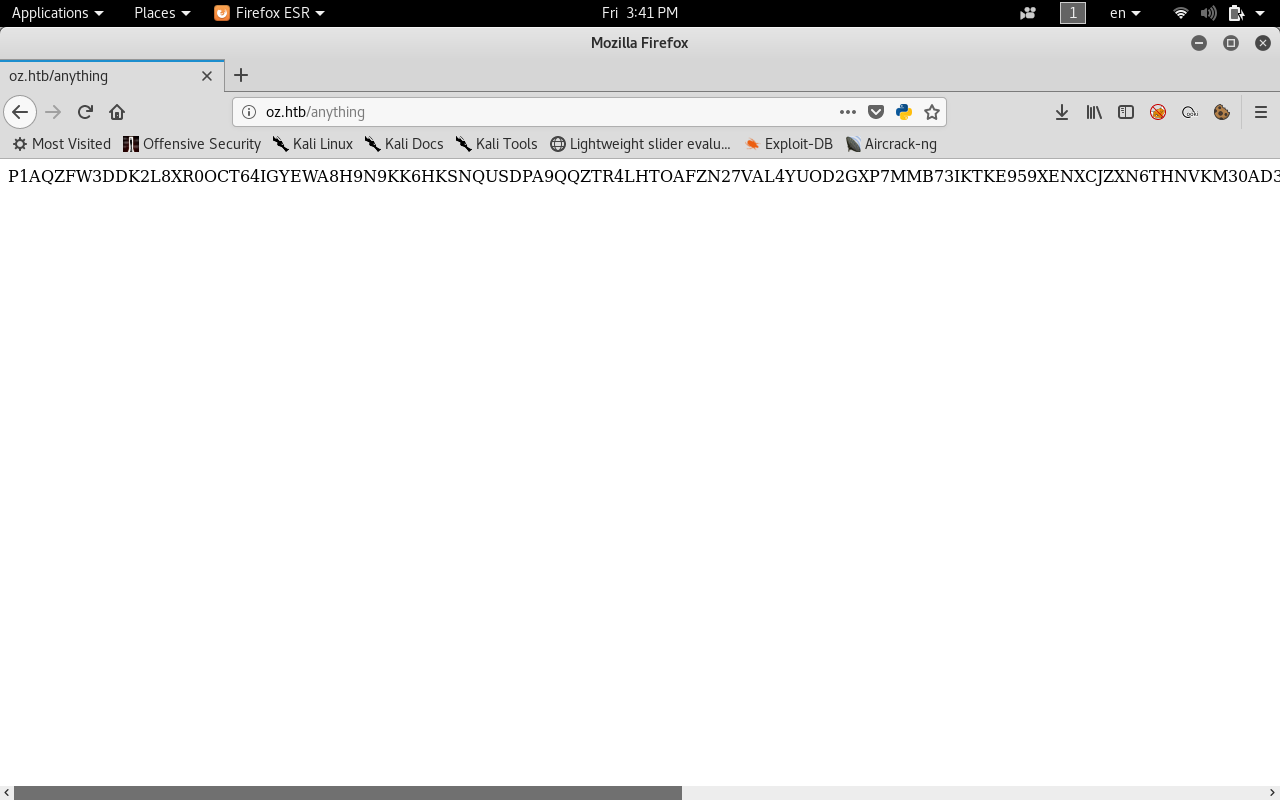 Applications Places Firefox ESR Fri 3:41 PM 1 en
Mozilla Firefox
oz.htb/anything
oz.htb/anything
Most Visited Offensive Security Kali Linux Kali Docs Kali Tools Lightweight slider evalu... Exploit-DB Aircrack-ng
P1AQZFW3DDK2L8XR0OCT64IGYEWA8H9N9KK6HKSNQUSDPA9QQZTR4LHTOAFZN27VAL4YUOD2GXP7MMB73IKTKE959XENXCJZXN6THNVKM30AD3